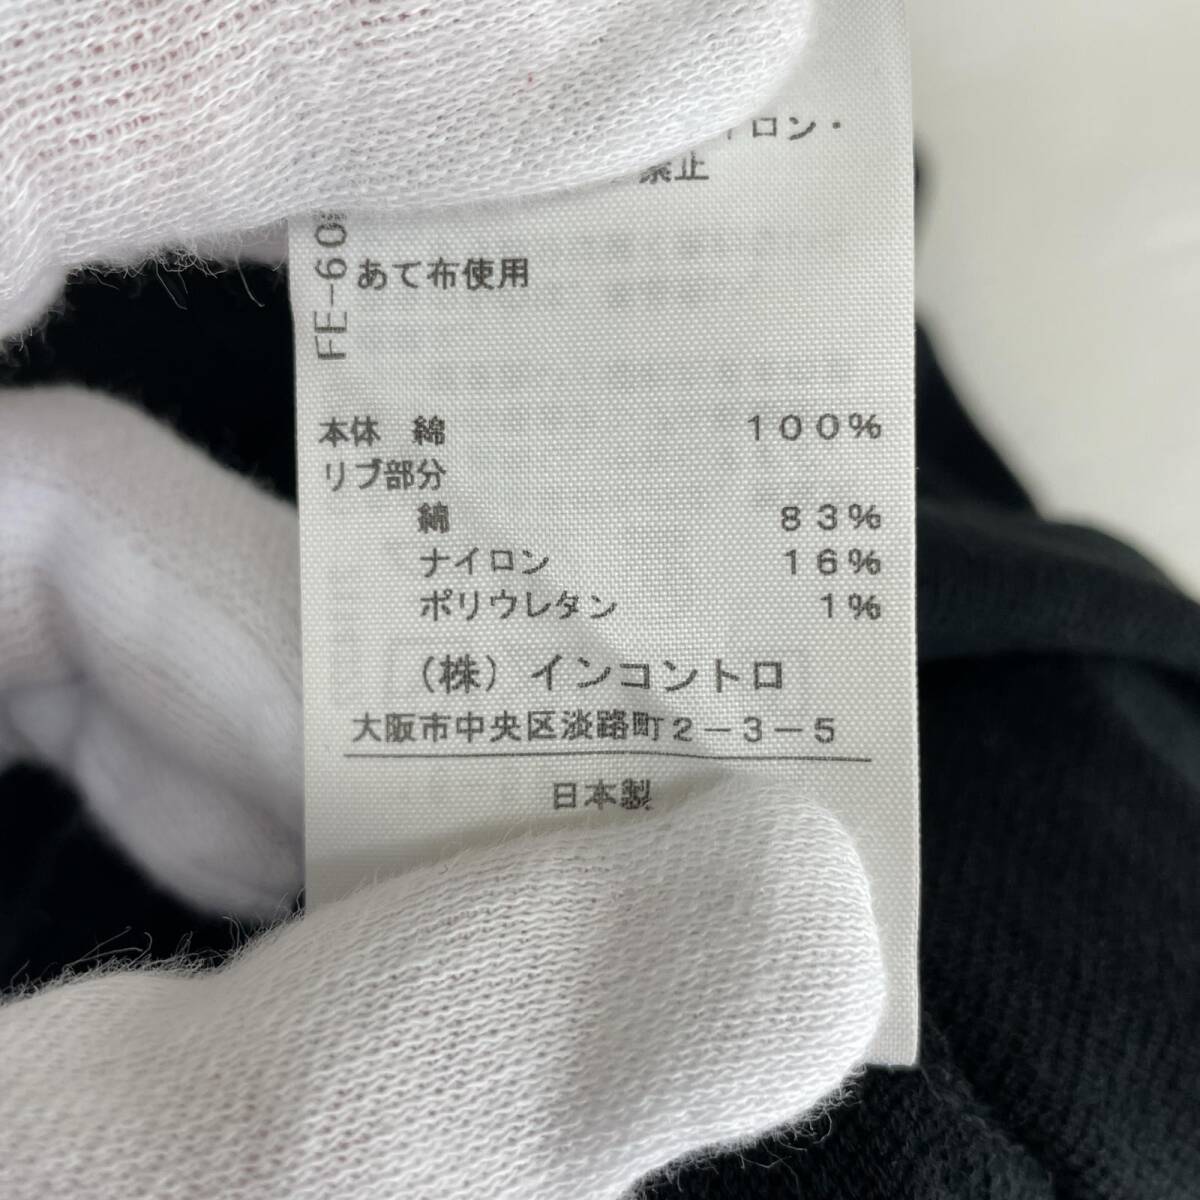 ロン・
禁止
あて布使用
FE-60
本体 綿 100%
リブ部分
綿 83%
ナイロン 16%
ポリウレタン 1%
(株)インコントロ
大阪市中央区淡路町2-3-5
日本製